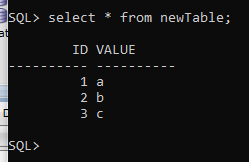 SQL> select * from newTable;
ID VALUE
---------- ----------
1 a
2 b
3 c
SQL>